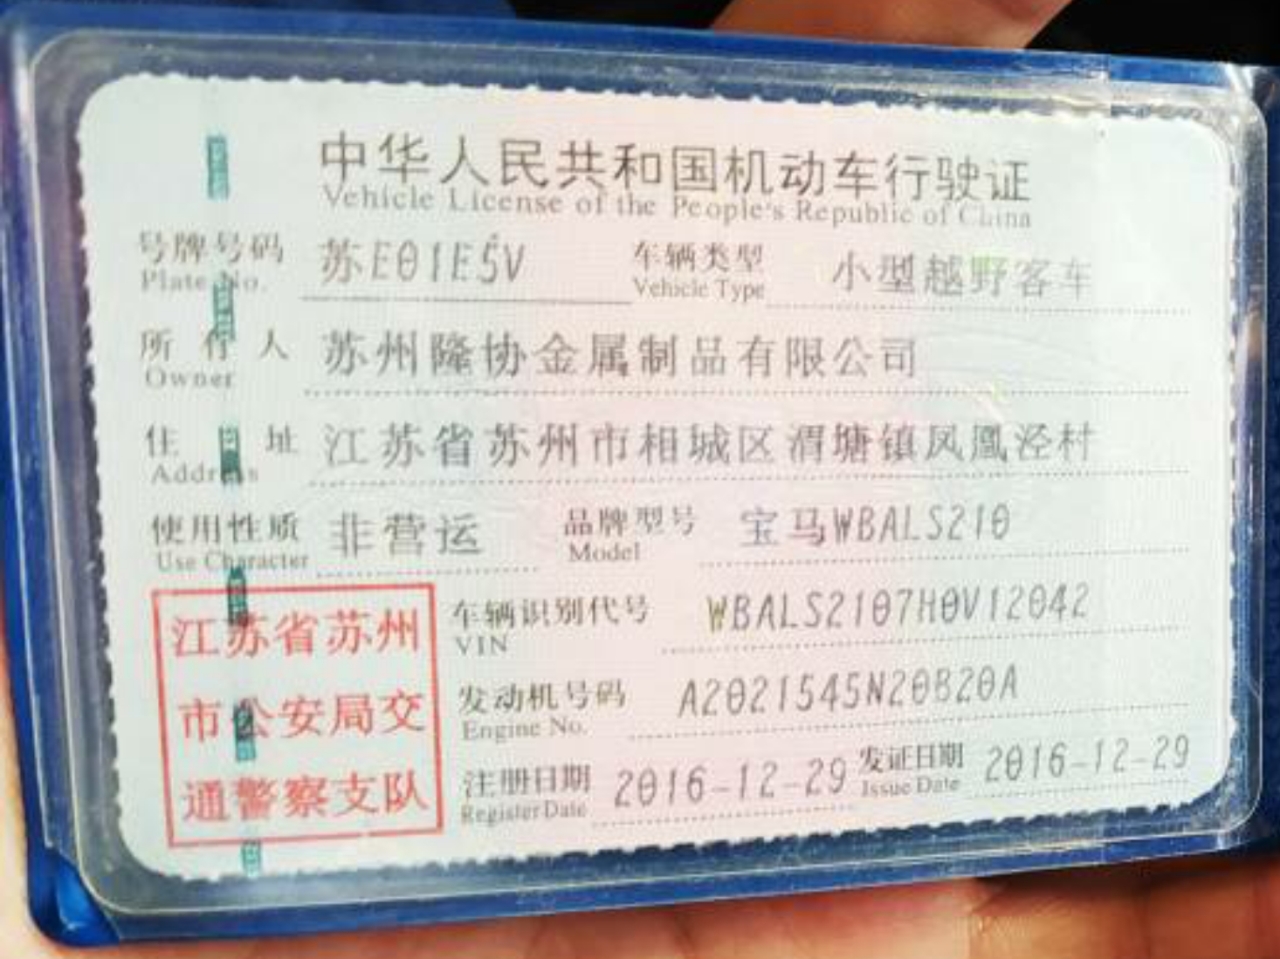 中华人民共和国机动车行驶证
Vehicle License of the People's Republic of China
号牌号码 苏E01E5V 车辆类型 小型越野客车
Plate No. Vehicle Type
所有人 苏州隆协金属制品有限公司
Owner
住址 江苏省苏州市相城区渭塘镇凤凰泾村
Address
使用性质 非营运 品牌型号 宝马WBALS210
Use Character Model
江苏省苏州
市公安局交
通警察支队
车辆识别代号 WBALS2107H0V12042
VIN
发动机号码 A2021545N20B20A
Engine No.
注册日期 2016-12-29 发证日期 2016-12-29
Register Date Issue Date